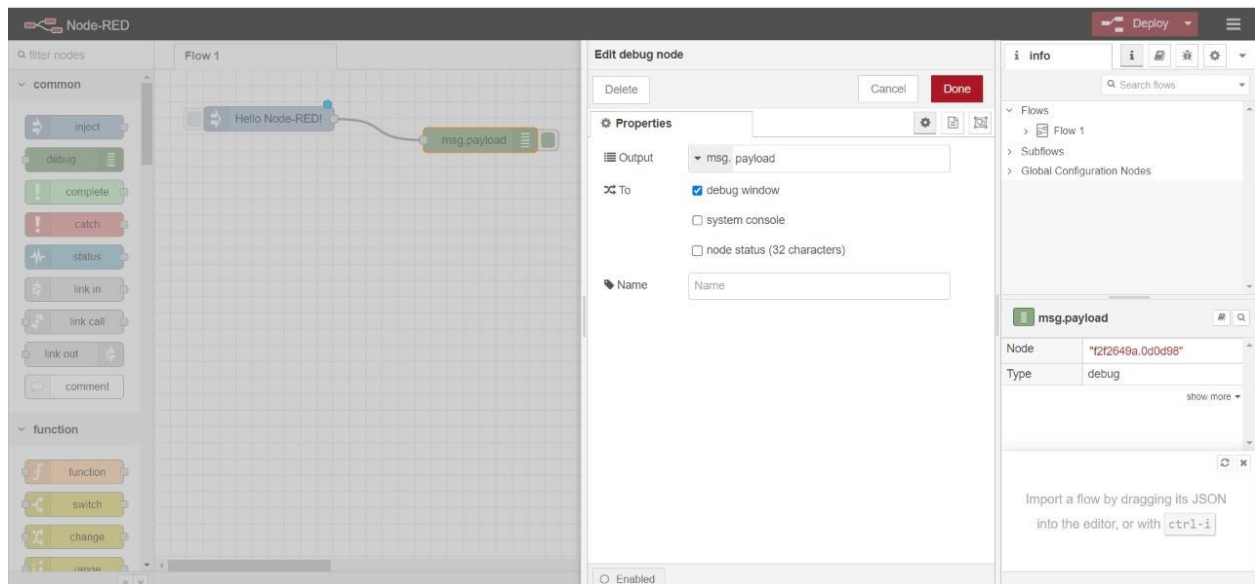 Node-RED
Deploy
filter nodes
Flow 1
common
inject
debug
complete
catch
status
link in
link call
link out
comment
function
function
switch
change
range
Hello Node-RED!
msg.payload
Edit debug node
Delete
Cancel
Done
Properties
Output
msg. payload
To
debug window
system console
node status (32 characters)
Name
Name
Enabled
i info
i
Search flows
Flows
Flow 1
Subflows
Global Configuration Nodes
msg.payload
Node
"f2f2649a.0d0d98"
Type
debug
show more
Import a flow by dragging its JSON
into the editor, or with ctrl-i